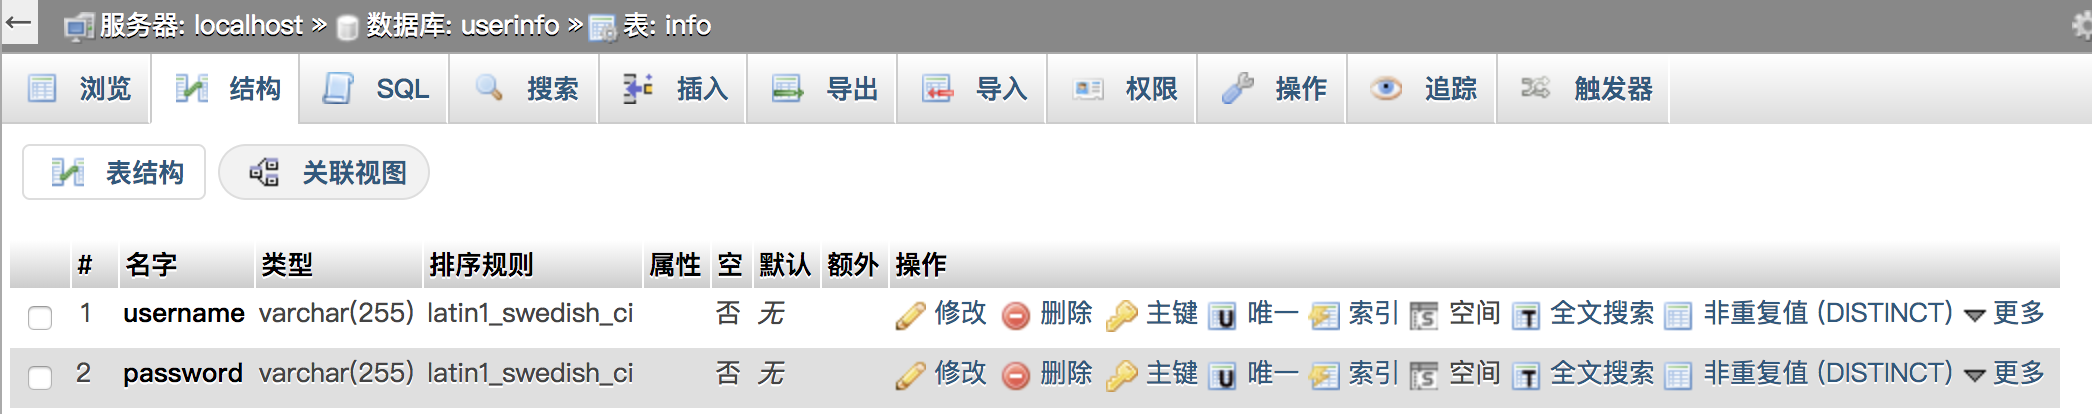 ← 服务器: localhost » 数据库: userinfo » 表: info
浏览 结构 SQL 搜索 插入 导出 导入 权限 操作 追踪 触发器
表结构 关联视图
# 名字 类型 排序规则 属性 空 默认 额外 操作
1 username varchar(255) latin1_swedish_ci 否 无 修改 删除 主键 唯一 索引 空间 全文搜索 非重复值 (DISTINCT) 更多
2 password varchar(255) latin1_swedish_ci 否 无 修改 删除 主键 唯一 索引 空间 全文搜索 非重复值 (DISTINCT) 更多